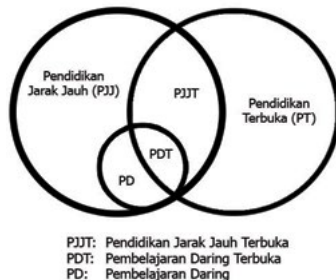 Pendidikan
Jarak Jauh (PJJ)
PJJT
Pendidikan
Terbuka (PT)
PDT
PD
PJJT: Pendidikan Jarak Jauh Terbuka
PDT: Pembelajaran Daring Terbuka
PD: Pembelajaran Daring